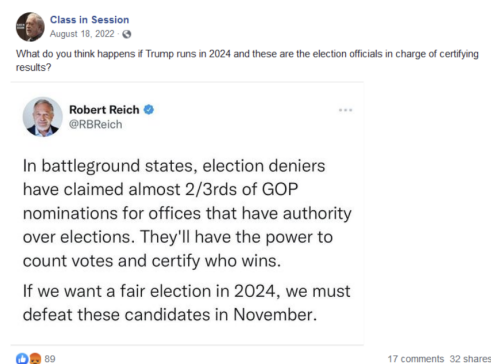 Class in Session
August 18, 2022 ·
What do you think happens if Trump runs in 2024 and these are the election officials in charge of certifying
results?
Robert Reich
@RBReich
In battleground states, election deniers
have claimed almost 2/3rds of GOP
nominations for offices that have authority
over elections. They'll have the power to
count votes and certify who wins.
If we want a fair election in 2024, we must
defeat these candidates in November.
89
17 comments 32 shares